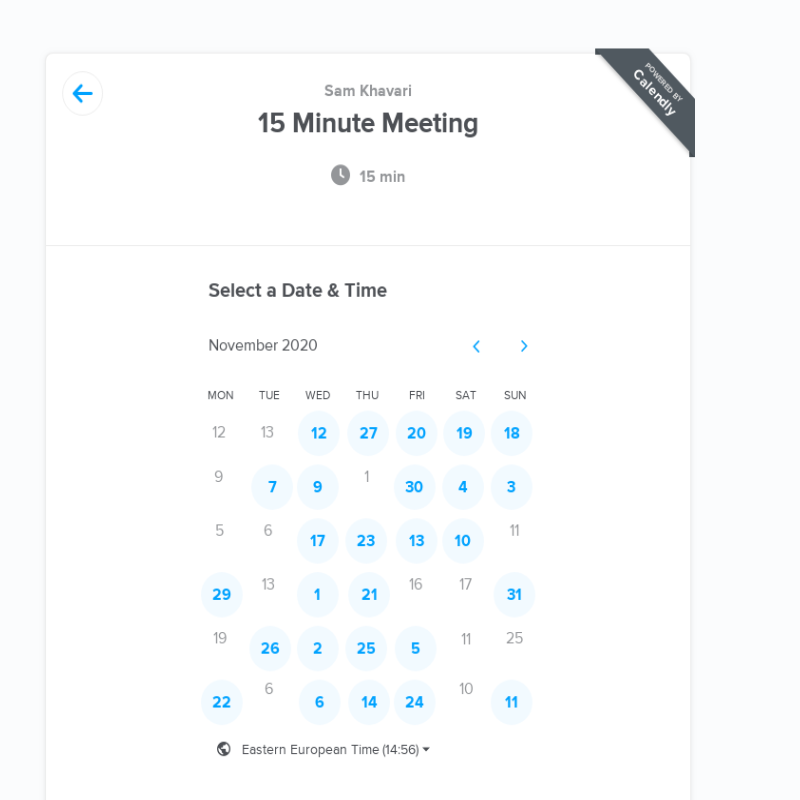 Sam Khavari
POWERED BY
Calendly
15 Minute Meeting
15 min
Select a Date & Time
November 2020
MON TUE WED THU FRI SAT SUN
12 13 12 27 20 19 18
9 7 9 1 30 4 3
5 6 17 23 13 10 11
29 13 1 21 16 17 31
19 26 2 25 5 11 25
22 6 6 14 24 10 11
Eastern European Time (14:56)